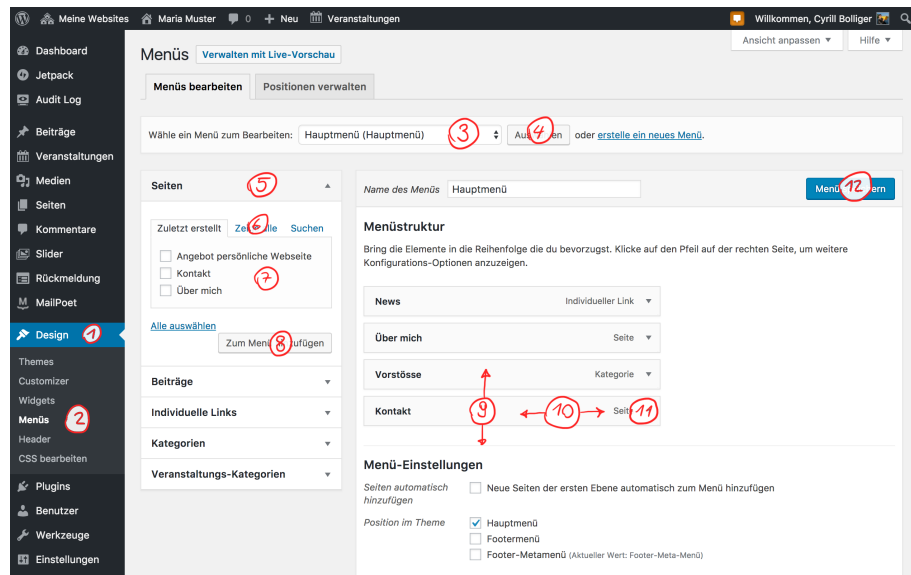 Meine Websites Maria Muster 0 + Neu Veranstaltungen Willkommen, Cyrill Bolliger
Dashboard
Jetpack
Audit Log
Beiträge
Veranstaltungen
Medien
Seiten
Kommentare
Slider
Rückmeldung
MailPoet
Design 1
Themes
Customizer
Widgets
Menüs 2
Header
CSS bearbeiten
Plugins
Benutzer
Werkzeuge
Einstellungen
Ansicht anpassen Hilfe
Menüs Verwalten mit Live-Vorschau
Menüs bearbeiten Positionen verwalten
Wähle ein Menü zum Bearbeiten: Hauptmenü (Hauptmenü) 3 4 oder erstelle ein neues Menü.
Seiten 5
Zuletzt erstellt 6 Suchen
Angebot persönliche Webseite
Kontakt 7
Über mich
Alle auswählen
Zum Menü 8
Beiträge
Individuelle Links
Kategorien
Veranstaltungs-Kategorien
Name des Menüs Hauptmenü 12
Menüstruktur
Bring die Elemente in die Reihenfolge die du bevorzugst. Klicke auf den Pfeil auf der rechten Seite, um weitere
Konfigurations-Optionen anzuzeigen.
News Individueller Link
Über mich Seite
Vorstösse Kategorie
Kontakt 9 10 Seite 11
Menü-Einstellungen
Seiten automatisch
hinzufügen
Neue Seiten der ersten Ebene automatisch zum Menü hinzufügen
Position im Theme Hauptmenü
Footermenü
Footer-Metamenü (Aktueller Wert: Footer-Meta-Menü)